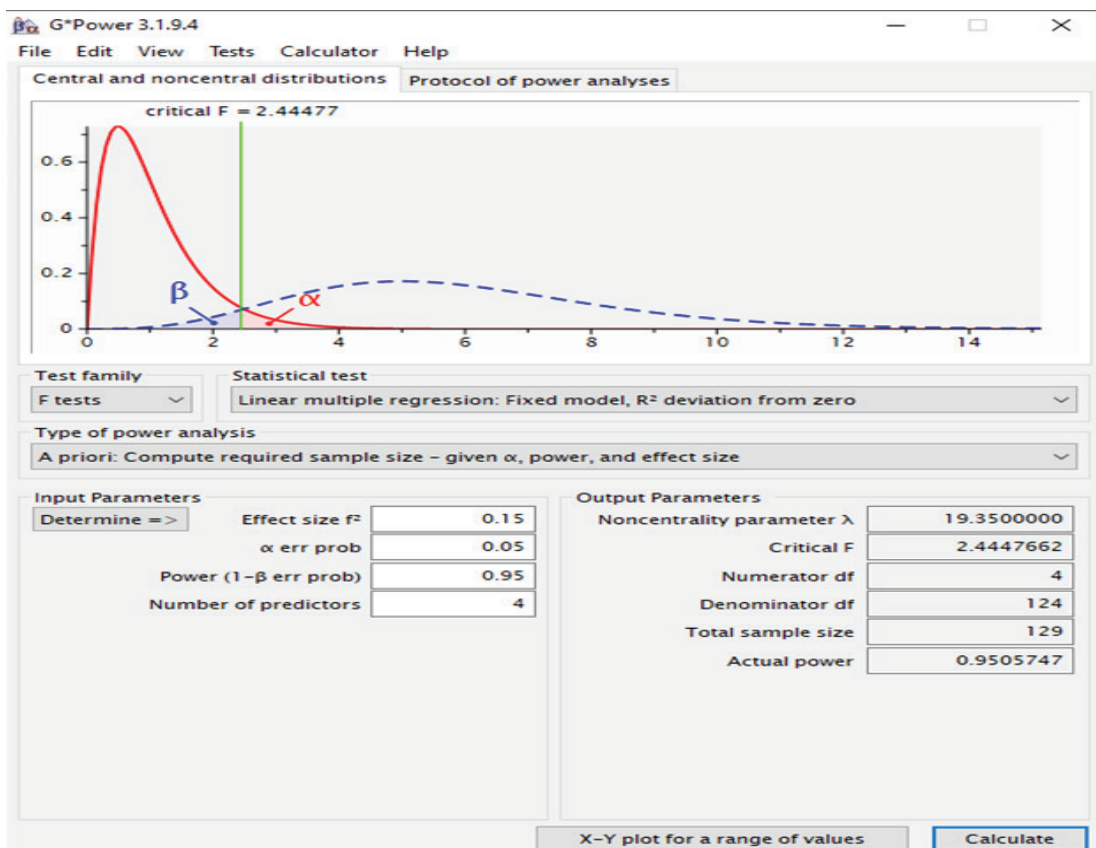 G*Power 3.1.9.4
File Edit View Tests Calculator Help
Central and noncentral distributions Protocol of power analyses
critical F = 2.44477
0.6
0.4
0.2
0
β
α
0 2 4 6 8 10 12 14
Test family Statistical test
F tests Linear multiple regression: Fixed model, R² deviation from zero
Type of power analysis
A priori: Compute required sample size – given α, power, and effect size
Input Parameters
Determine =>
Effect size f² 0.15
α err prob 0.05
Power (1-β err prob) 0.95
Number of predictors 4
Output Parameters
Noncentrality parameter λ 19.3500000
Critical F 2.4447662
Numerator df 4
Denominator df 124
Total sample size 129
Actual power 0.9505747
X-Y plot for a range of values Calculate